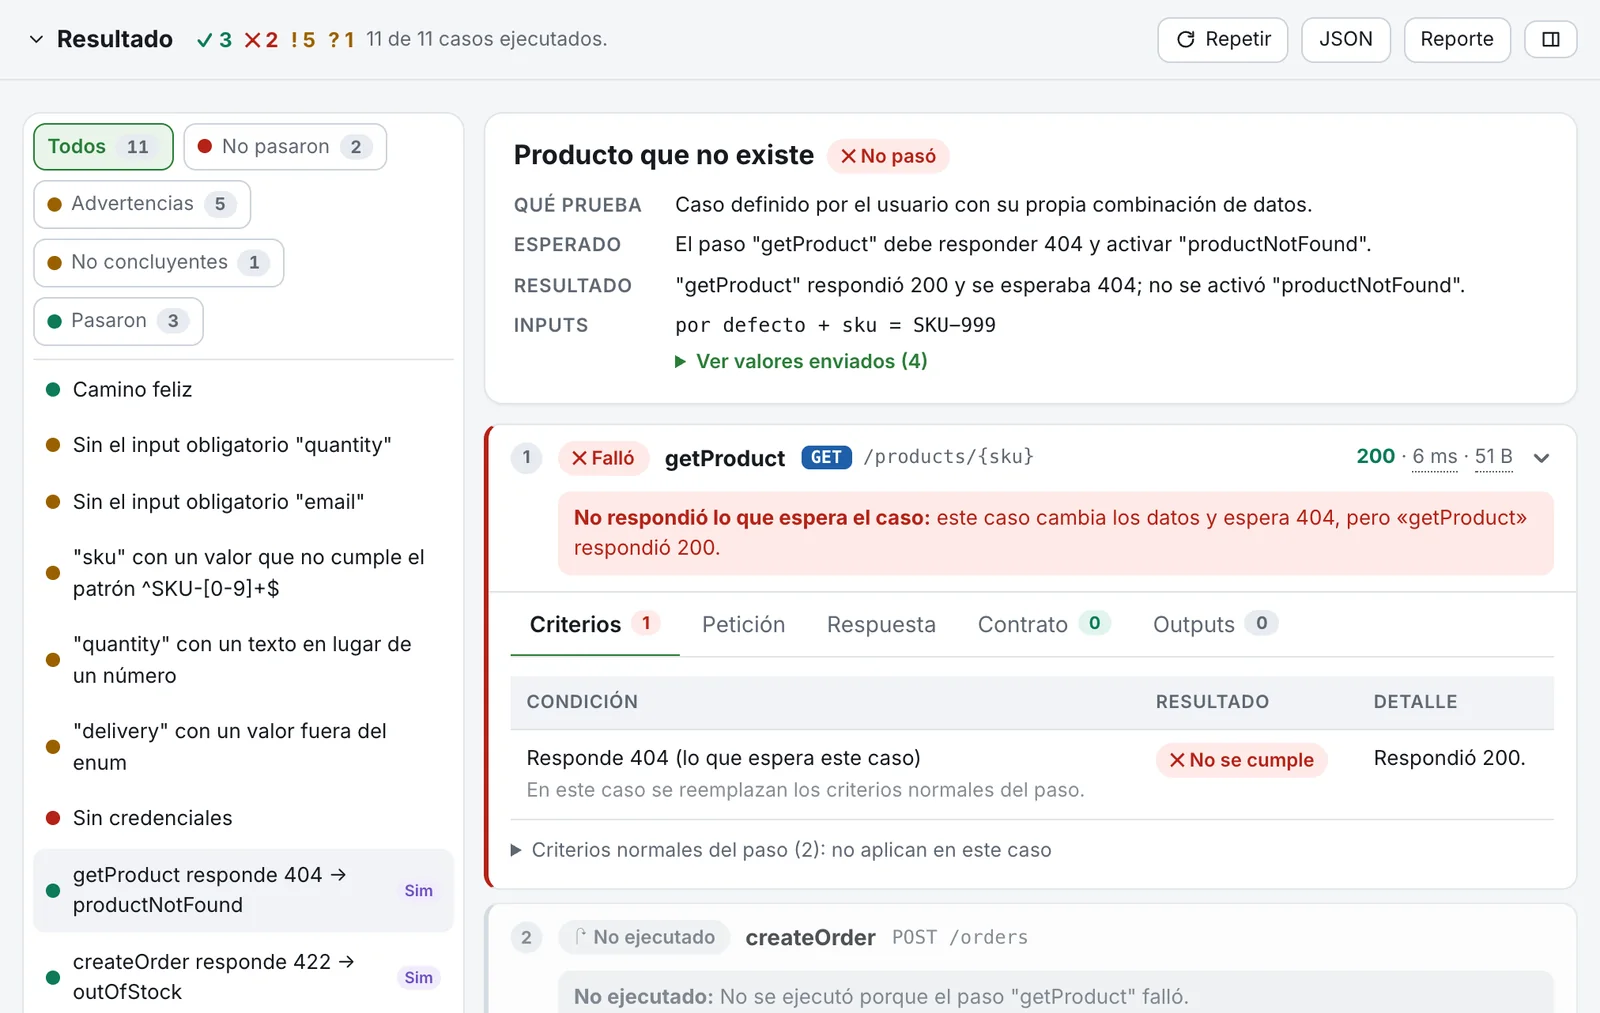 Resultado ✓3 ✕2 !5 ?1 11 de 11 casos ejecutados.
Repetir JSON Reporte
Todos 11 No pasaron 2
Advertencias 5
No concluyentes 1
Pasaron 3
Camino feliz
Sin el input obligatorio "quantity"
Sin el input obligatorio "email"
"sku" con un valor que no cumple el
patrón ^SKU-[0-9]+$
"quantity" con un texto en lugar de
un número
"delivery" con un valor fuera del
enum
Sin credenciales
getProduct responde 404 →
productNotFound
Sim
createOrder responde 422 →
outOfStock
Sim
Producto que no existe ✕ No pasó
QUÉ PRUEBA Caso definido por el usuario con su propia combinación de datos.
ESPERADO El paso "getProduct" debe responder 404 y activar "productNotFound".
RESULTADO "getProduct" respondió 200 y se esperaba 404; no se activó "productNotFound".
INPUTS por defecto + sku = SKU-999
▶ Ver valores enviados (4)
1 ✕ Falló getProduct GET /products/{sku} 200 · 6 ms · 51 B
No respondió lo que espera el caso: este caso cambia los datos y espera 404, pero «getProduct»
respondió 200.
Criterios 1 Petición Respuesta Contrato 0 Outputs 0
CONDICIÓN RESULTADO DETALLE
Responde 404 (lo que espera este caso) ✕ No se cumple Respondió 200.
En este caso se reemplazan los criterios normales del paso.
▶ Criterios normales del paso (2): no aplican en este caso
2 No ejecutado createOrder POST /orders
No ejecutado: No se ejecutó porque el paso "getProduct" falló.